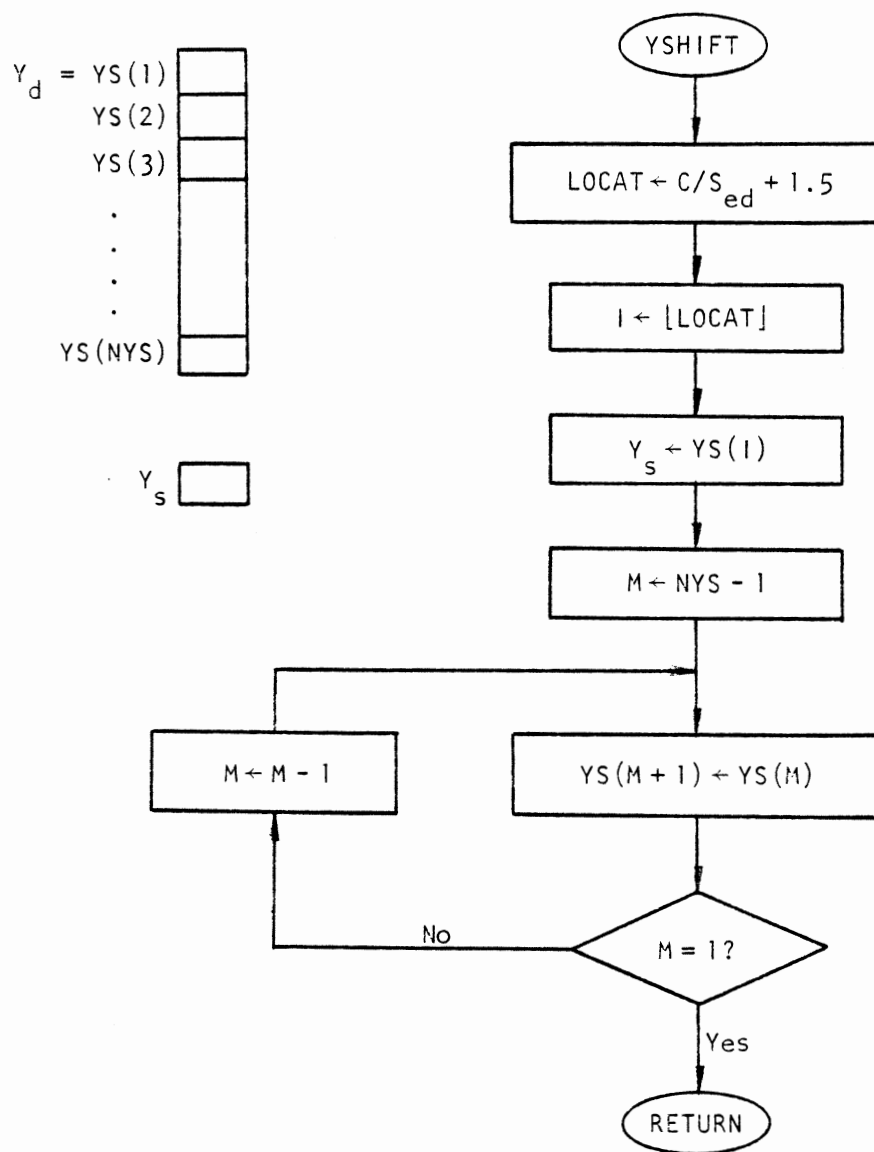 Y_d = YS(1)
YS(2)
YS(3)
.
.
.
.
YS(NYS)
Y_s
YSHIFT
LOCAT ← C/S_ed + 1.5
I ← ⌊LOCAT⌋
Y_s ← YS(I)
M ← NYS - 1
YS(M + 1) ← YS(M)
M ← M - 1
M = 1?
No
Yes
RETURN